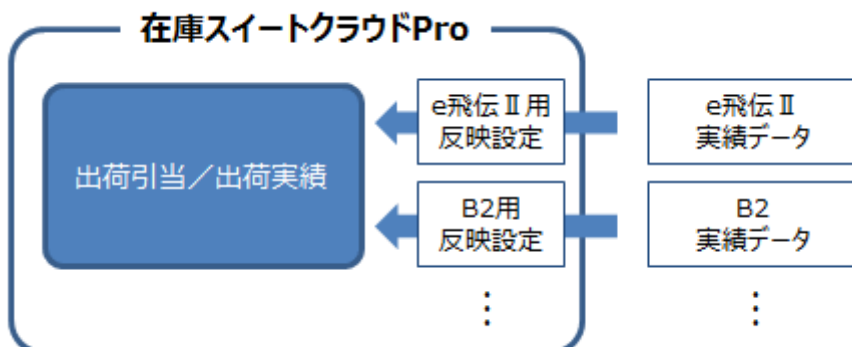 在庫スイートクラウドPro
出荷引当／出荷実績
e飛伝Ⅱ用
反映設定
e飛伝Ⅱ
実績データ
B2用
反映設定
B2
実績データ
⋮
⋮